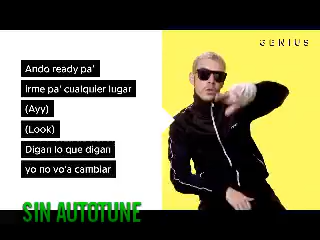 GENIUS
Ando ready pa'
Irme pa' cualquier lugar
(Ayy)
(Look)
Digan lo que digan
yo no vo'a cambiar
SIN AUTOTUNE